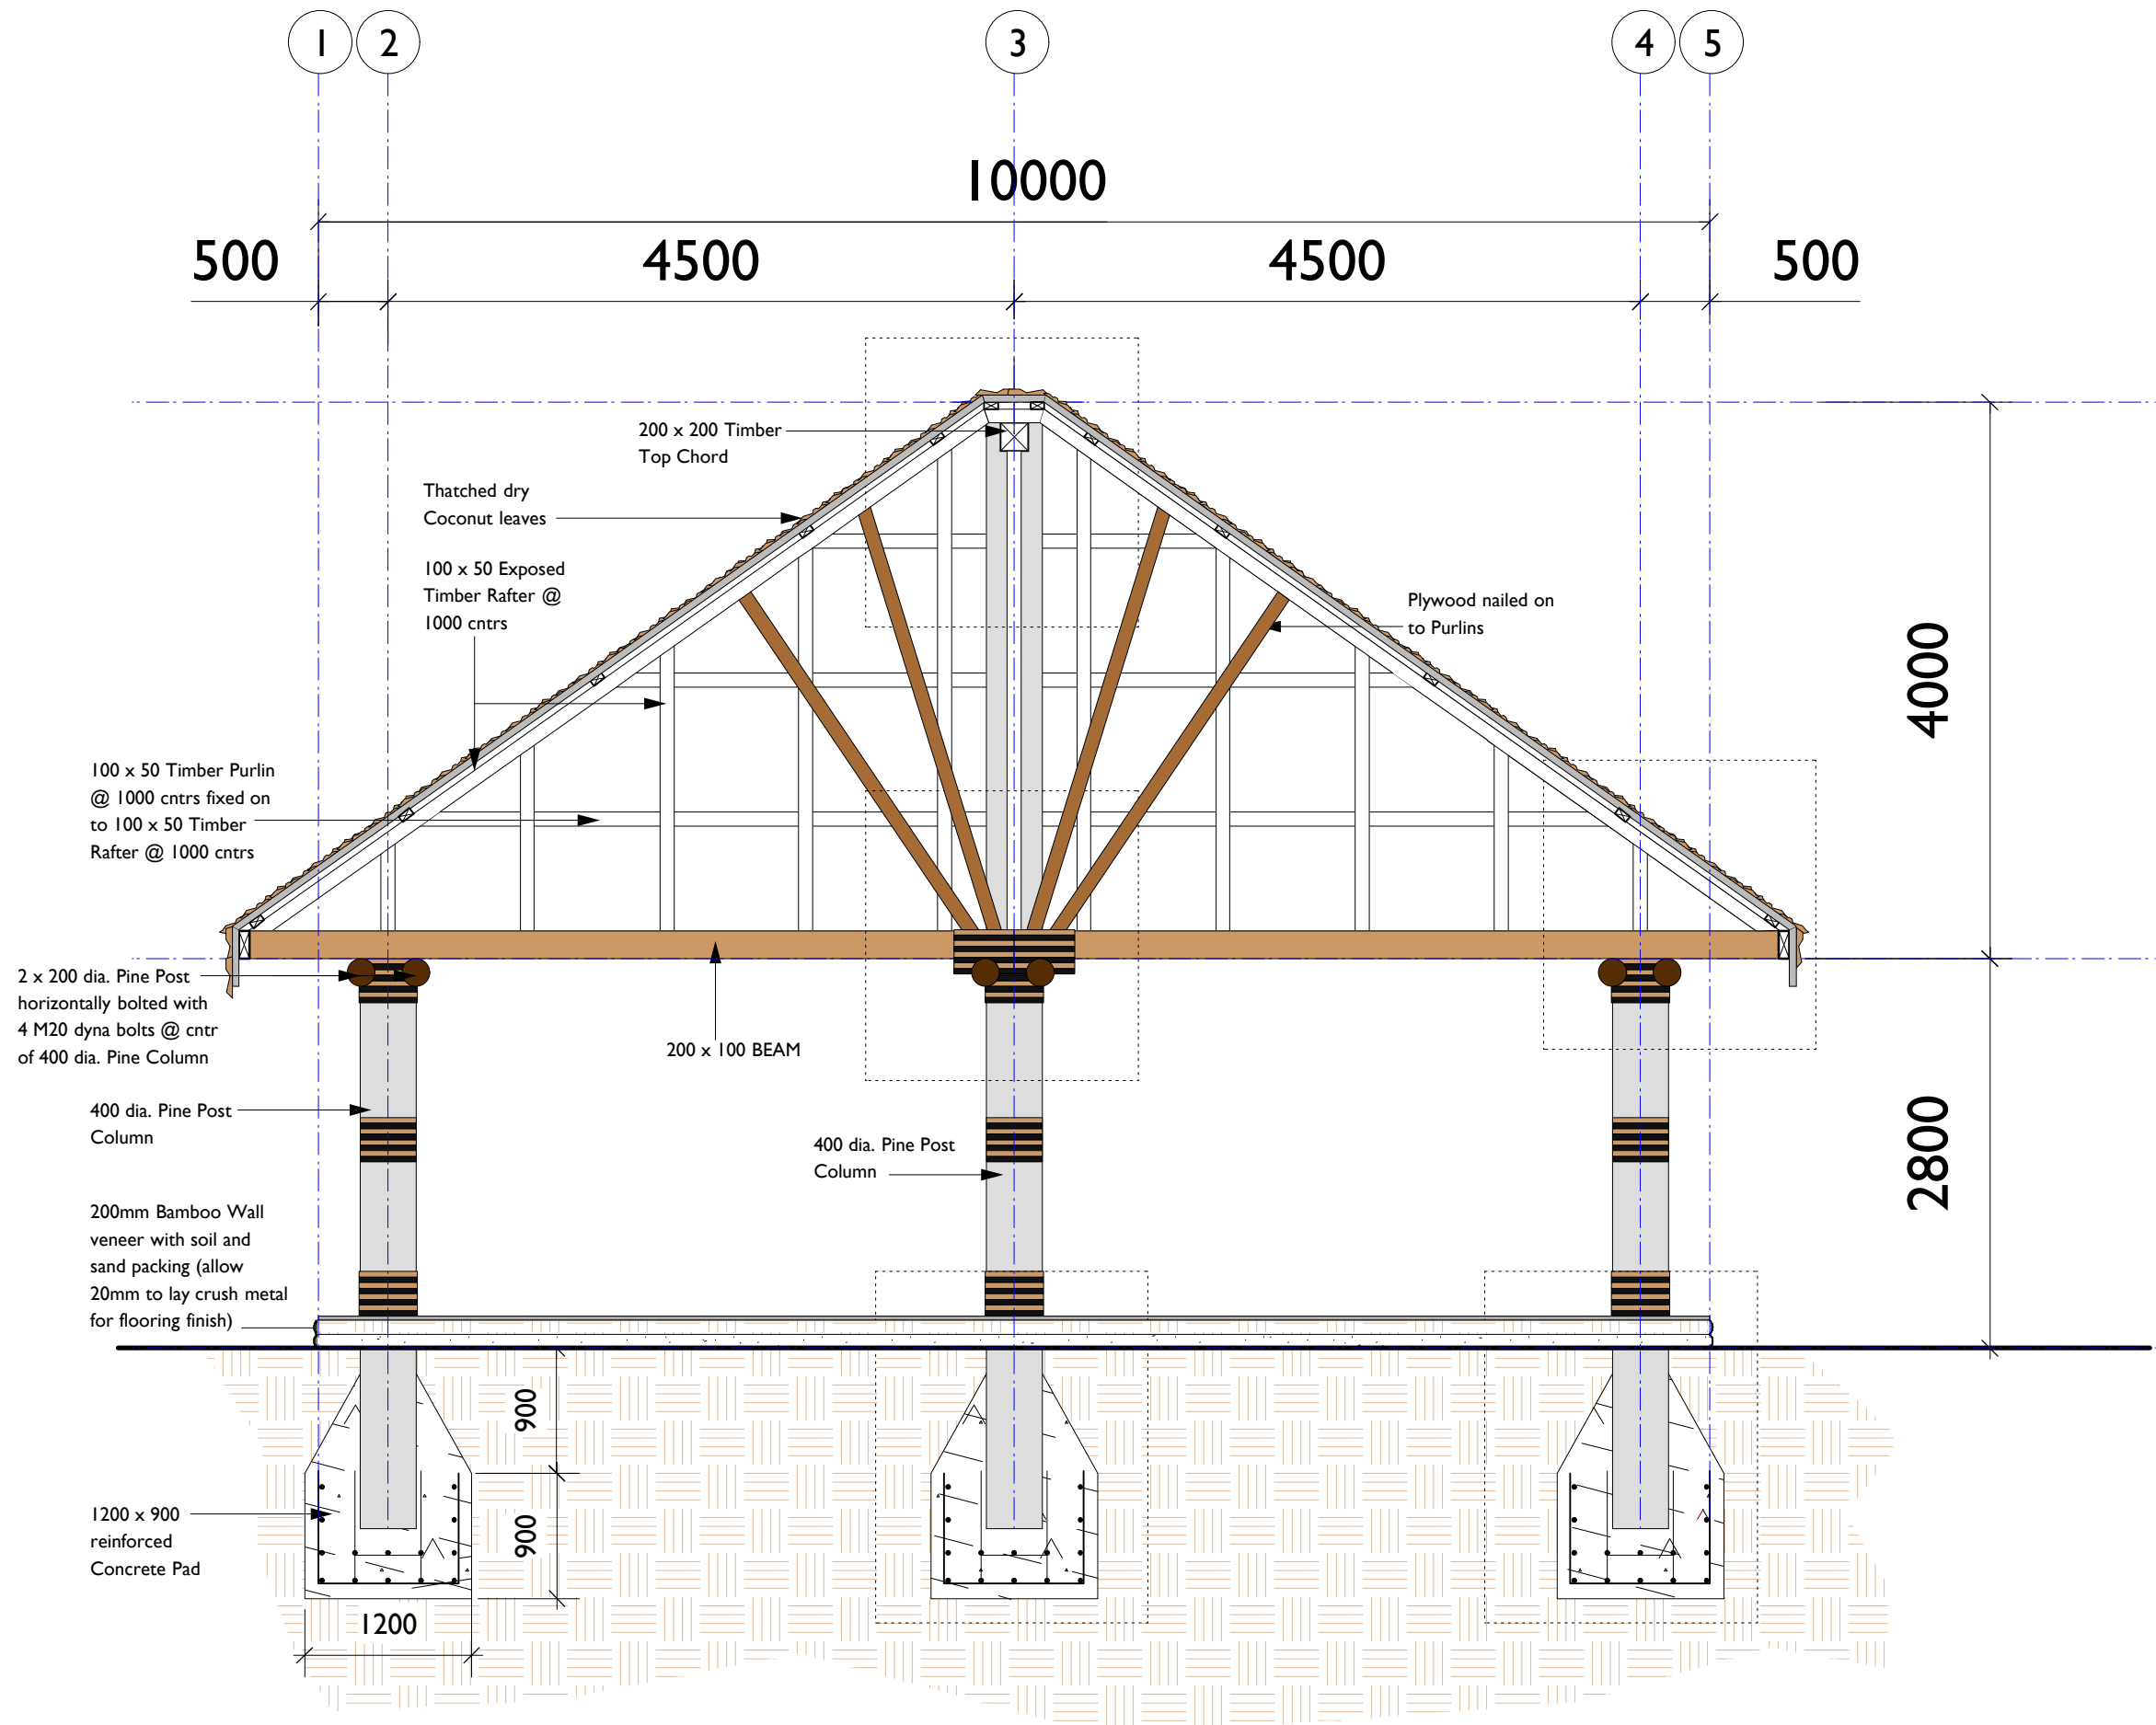 1 2 3 4 5
10000
500 4500 4500 500
200 x 200 Timber
Top Chord
Thatched dry
Coconut leaves
100 x 50 Exposed
Timber Rafter @
1000 cntrs
Plywood nailed on
to Purlins
4000
100 x 50 Timber Purlin
@ 1000 cntrs fixed on
to 100 x 50 Timber
Rafter @ 1000 cntrs
2 x 200 dia. Pine Post
horizontally bolted with
4 M20 dyna bolts @ cntr
of 400 dia. Pine Column
200 x 100 BEAM
400 dia. Pine Post
Column
400 dia. Pine Post
Column
2800
200mm Bamboo Wall
veneer with soil and
sand packing (allow
20mm to lay crush metal
for flooring finish)
900
900
1200 x 900
reinforced
Concrete Pad
1200